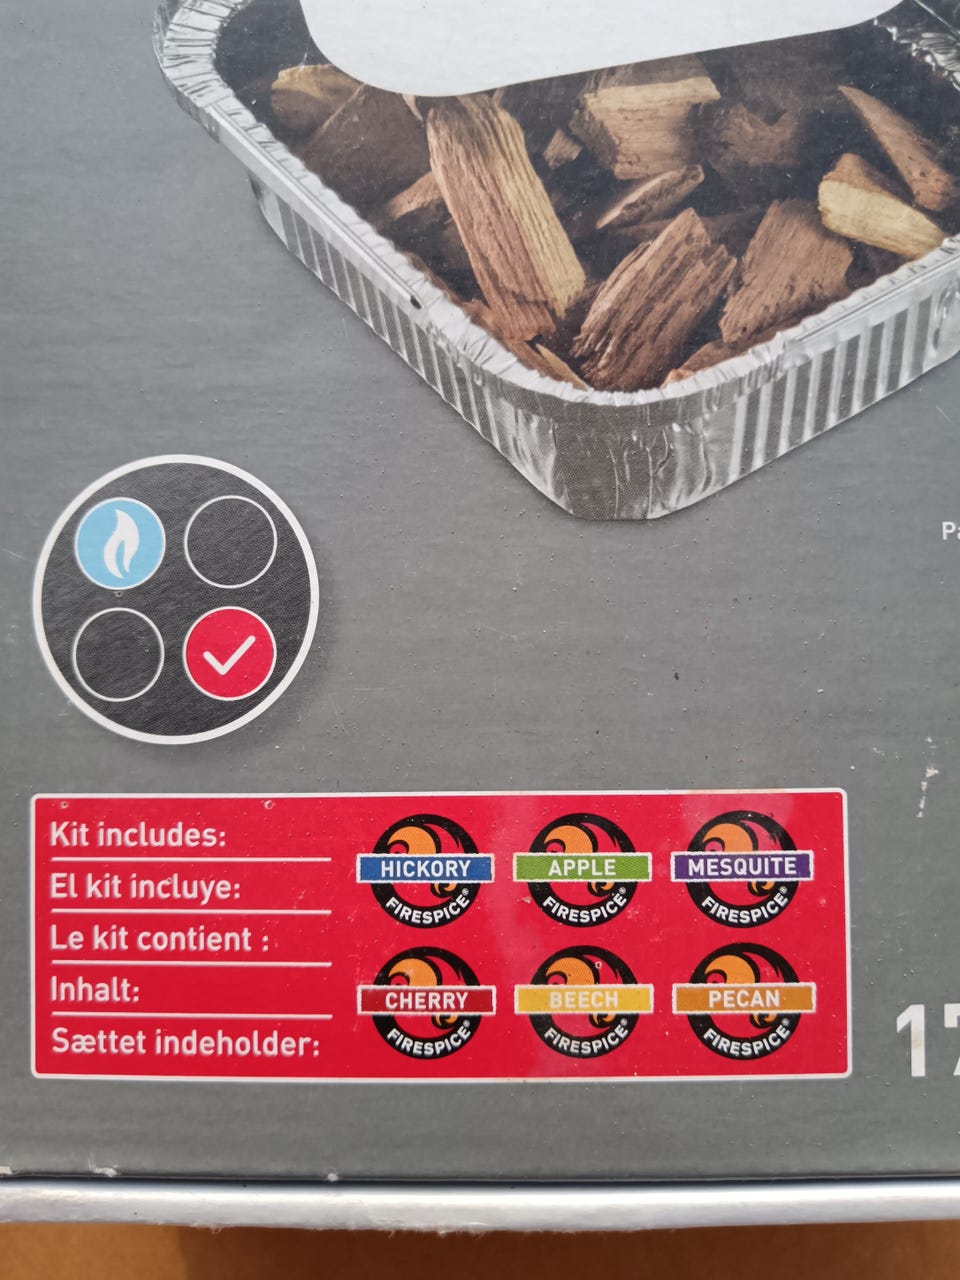 Kit includes:
El kit incluye:
Le kit contient :
Inhalt:
Sættet indeholder:
HICKORY
FIRESPICE®
APPLE
FIRESPICE®
MESQUITE
FIRESPICE®
CHERRY
FIRESPICE®
BEECH
FIRESPICE®
PECAN
FIRESPICE®